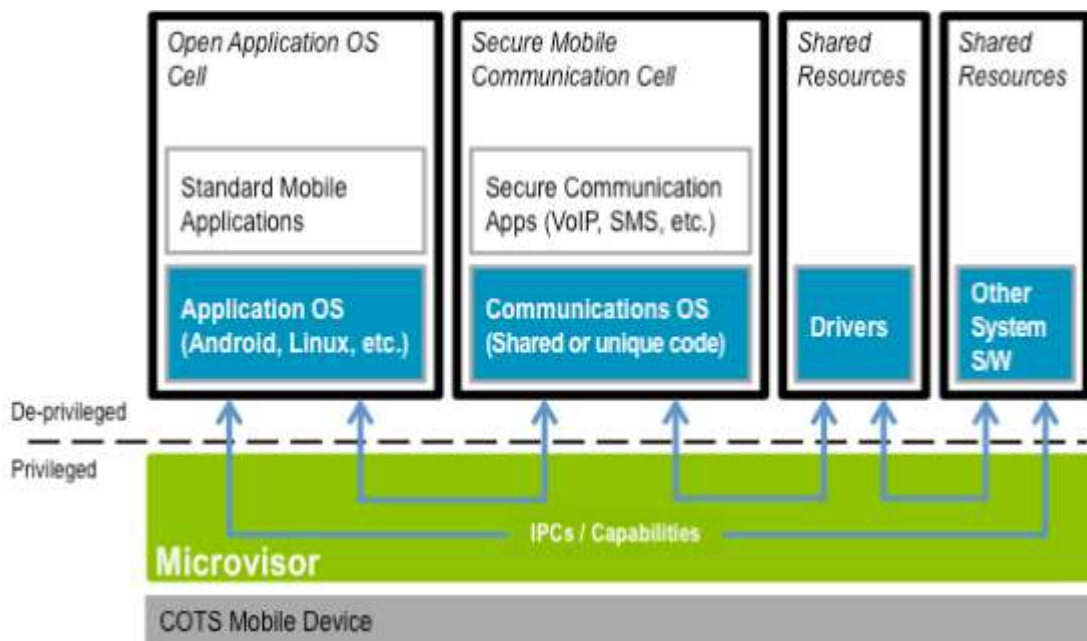 Open Application OS
Cell
Secure Mobile
Communication Cell
Shared
Resources
Shared
Resources
Standard Mobile
Applications
Secure Communication
Apps (VoIP, SMS, etc.)
Application OS
(Android, Linux, etc.)
Communications OS
(Shared or unique code)
Drivers
Other
System
S/W
De-privileged
Privileged
IPCs / Capabilities
Microvisor
COTS Mobile Device